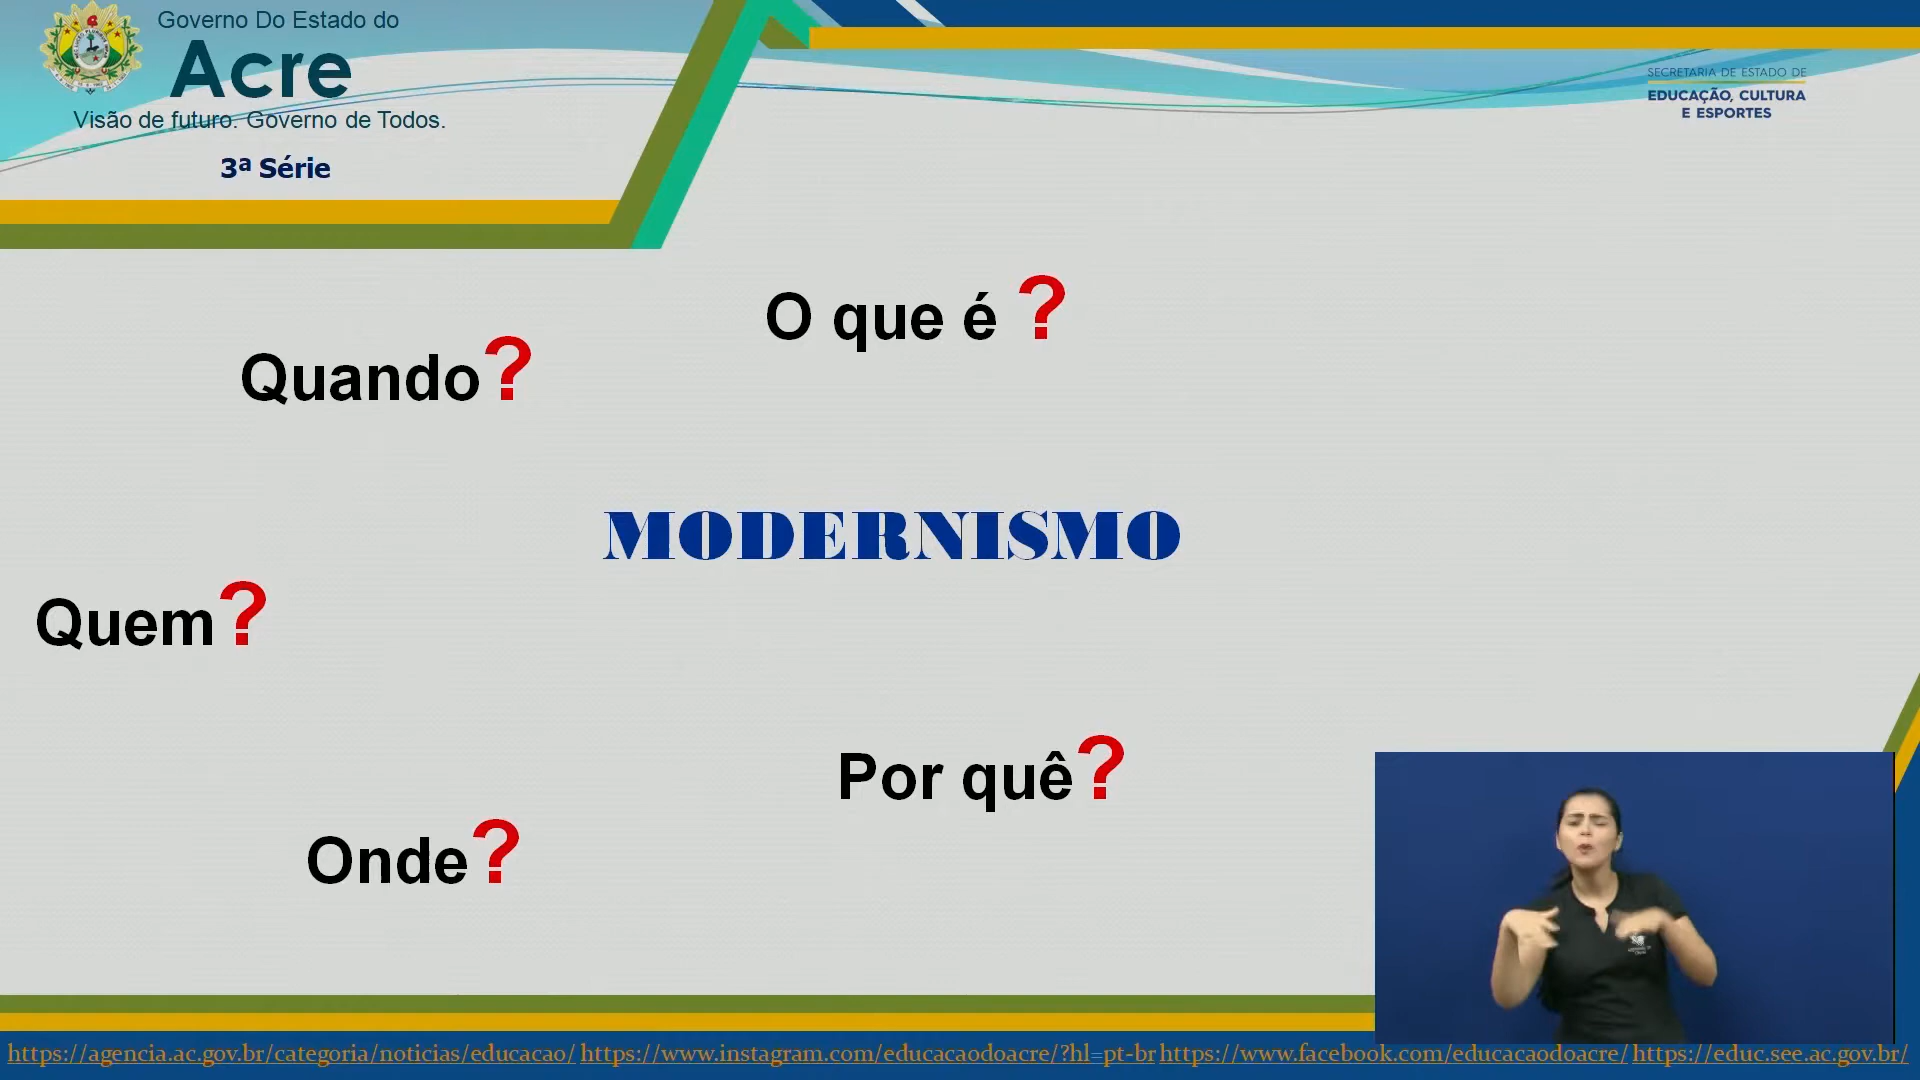 Governo Do Estado do
Acre
Visão de futuro. Governo de Todos.
3ª Série
SECRETARIA DE ESTADO DE
EDUCAÇÃO, CULTURA
E ESPORTES
O que é ?
Quando?
MODERNISMO
Quem?
Por quê?
Onde?
https://agencia.ac.gov.br/categoria/noticias/educacao/ https://www.instagram.com/educacaodoacre/?hl=pt-br https://www.facebook.com/educacaodoacre/ https://educ.see.ac.gov.br/